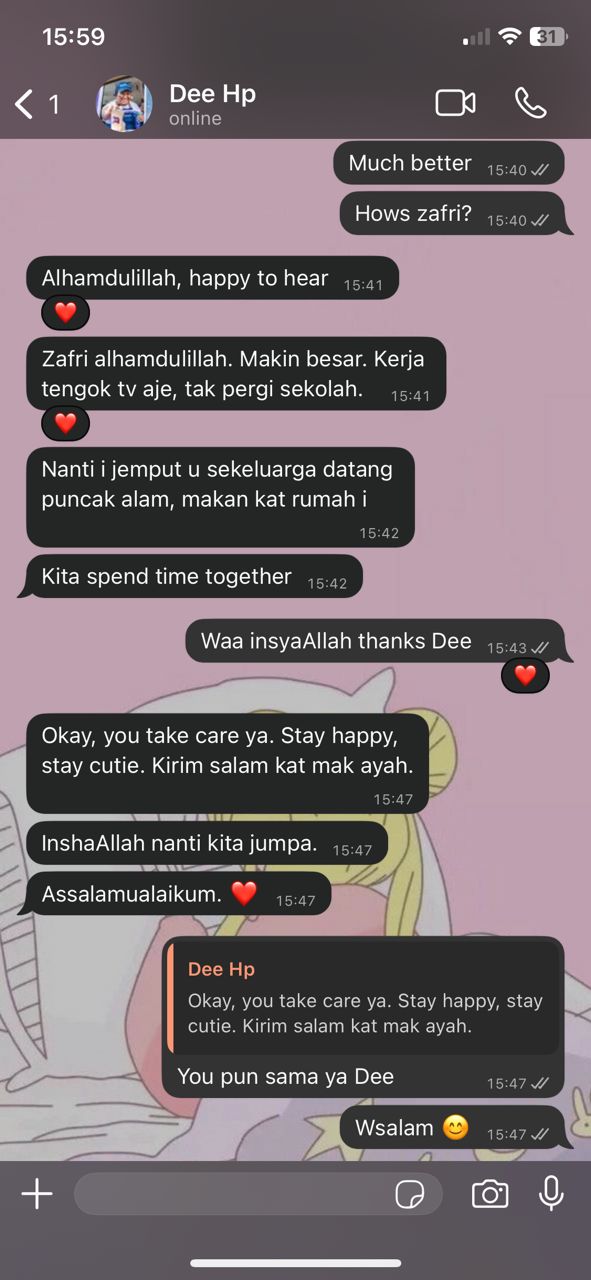 15:59
31
1
Dee Hp
online
Much better 15:40
Hows zafri? 15:40
Alhamdulillah, happy to hear 15:41
Zafri alhamdulillah. Makin besar. Kerja
tengok tv aje, tak pergi sekolah. 15:41
Nanti i jemput u sekeluarga datang
puncak alam, makan kat rumah i
15:42
Kita spend time together 15:42
Waa insyaAllah thanks Dee 15:43
Okay, you take care ya. Stay happy,
stay cutie. Kirim salam kat mak ayah.
15:47
InshaAllah nanti kita jumpa. 15:47
Assalamualaikum. ❤️ 15:47
Dee Hp
Okay, you take care ya. Stay happy, stay
cutie. Kirim salam kat mak ayah.
You pun sama ya Dee 15:47
Wsalam 😊 15:47